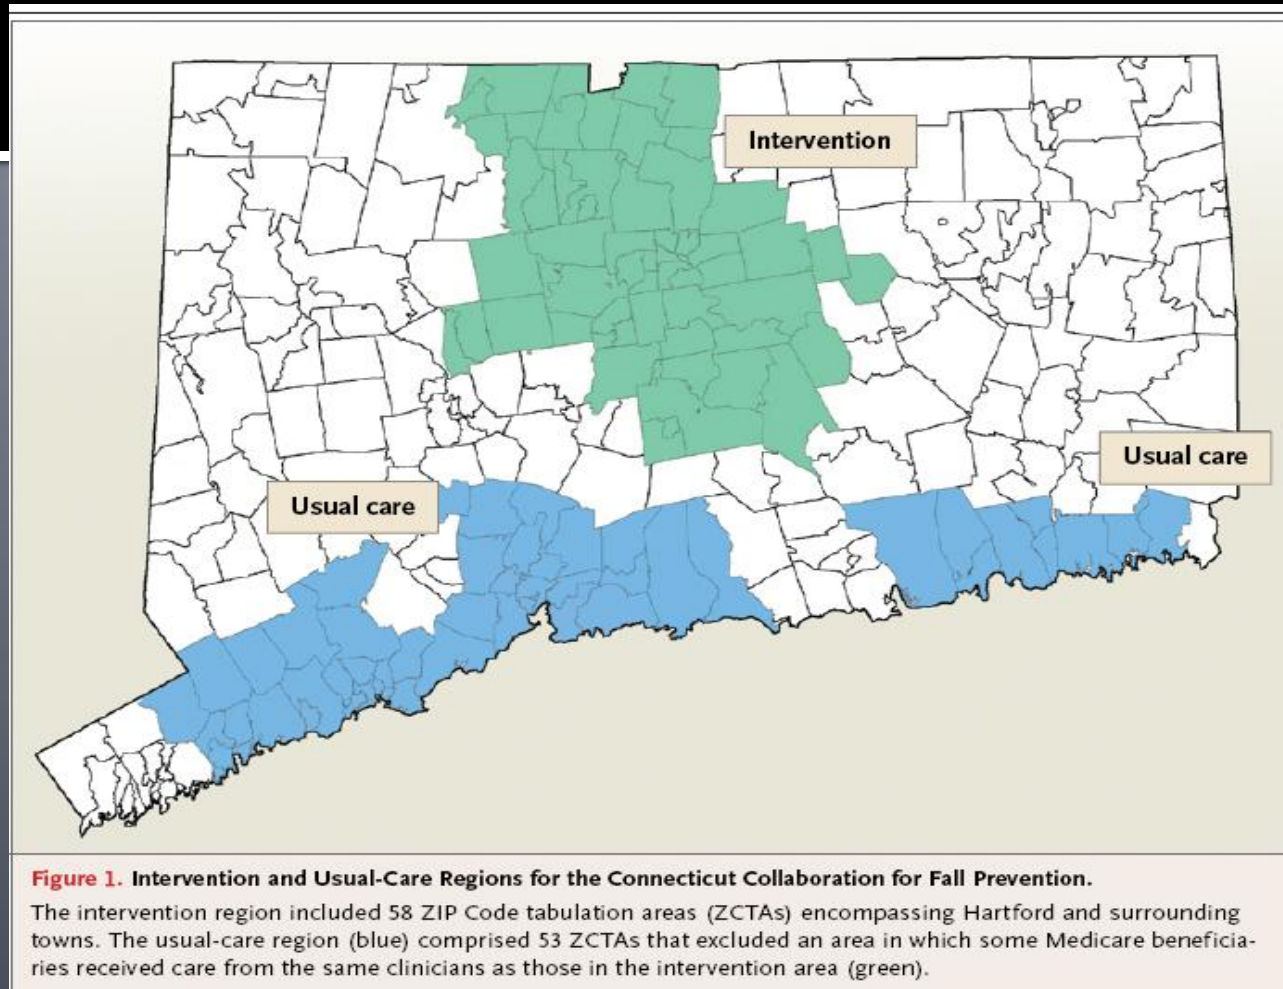 Intervention
Usual care
Usual care
Figure 1. Intervention and Usual-Care Regions for the Connecticut Collaboration for Fall Prevention.
The intervention region included 58 ZIP Code tabulation areas (ZCTAs) encompassing Hartford and surrounding
towns. The usual-care region (blue) comprised 53 ZCTAs that excluded an area in which some Medicare beneficia-
ries received care from the same clinicians as those in the intervention area (green).